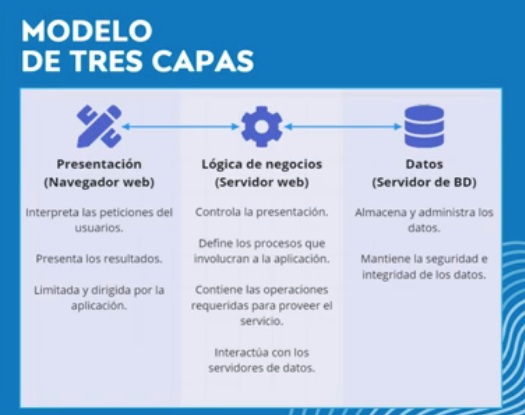 MODELO
DE TRES CAPAS
Presentación
(Navegador web)
Interpreta las peticiones del
usuarios.
Presenta los resultados.
Limitada y dirigida por la
aplicación.
Lógica de negocios
(Servidor web)
Controla la presentación.
Define los procesos que
involucran a la aplicación.
Contiene las operaciones
requeridas para proveer el
servicio.
Interactúa con los
servidores de datos.
Datos
(Servidor de BD)
Almacena y administra los
datos.
Mantiene la seguridad e
integridad de los datos.